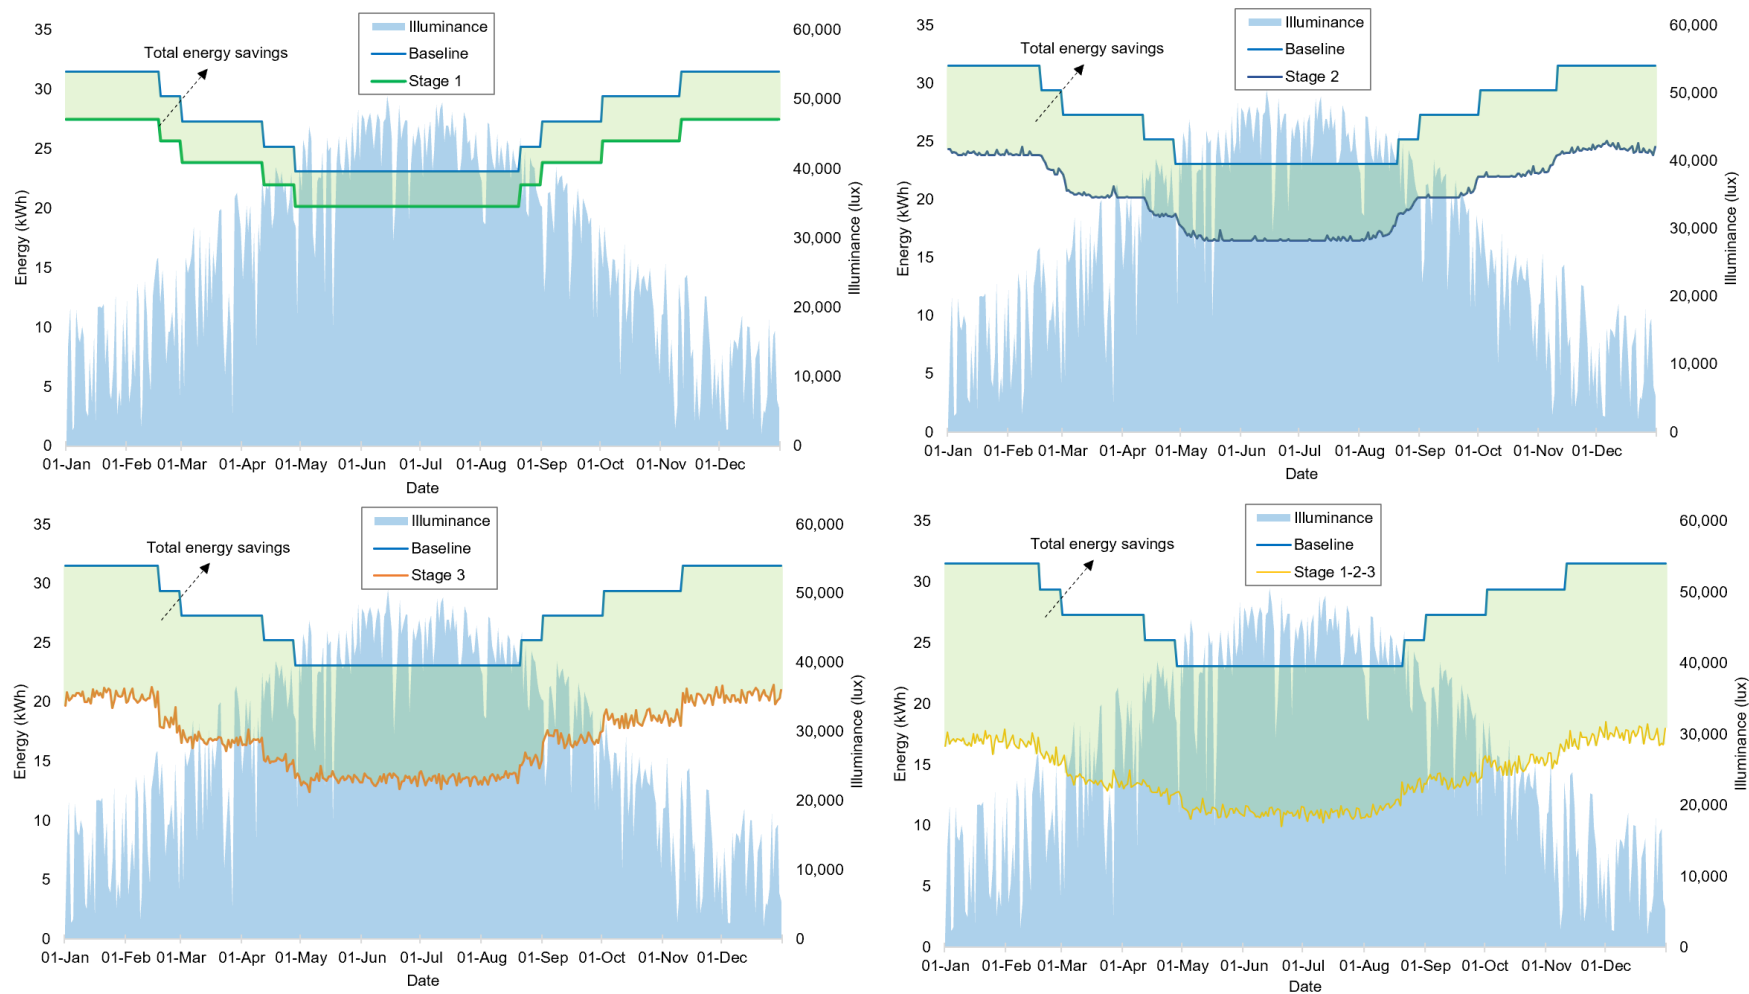 Illuminance
Baseline
Stage 1
Total energy savings
35
30
25
20
15
10
5
0
60,000
50,000
40,000
30,000
20,000
10,000
0
Energy (kWh)
Illuminance (lux)
01-Jan 01-Feb 01-Mar 01-Apr 01-May 01-Jun 01-Jul 01-Aug 01-Sep 01-Oct 01-Nov 01-Dec
Date
Illuminance
Baseline
Stage 2
Total energy savings
35
30
25
20
15
10
5
0
60,000
50,000
40,000
30,000
20,000
10,000
0
Energy (kWh)
Illuminance (lux)
01-Jan 01-Feb 01-Mar 01-Apr 01-May 01-Jun 01-Jul 01-Aug 01-Sep 01-Oct 01-Nov 01-Dec
Date
Illuminance
Baseline
Stage 3
Total energy savings
35
30
25
20
15
10
5
0
60,000
50,000
40,000
30,000
20,000
10,000
0
Energy (kWh)
Illuminance (lux)
01-Jan 01-Feb 01-Mar 01-Apr 01-May 01-Jun 01-Jul 01-Aug 01-Sep 01-Oct 01-Nov 01-Dec
Date
Illuminance
Baseline
Stage 1-2-3
Total energy savings
35
30
25
20
15
10
5
0
60,000
50,000
40,000
30,000
20,000
10,000
0
Energy (kWh)
Illuminance (lux)
01-Jan 01-Feb 01-Mar 01-Apr 01-May 01-Jun 01-Jul 01-Aug 01-Sep 01-Oct 01-Nov 01-Dec
Date